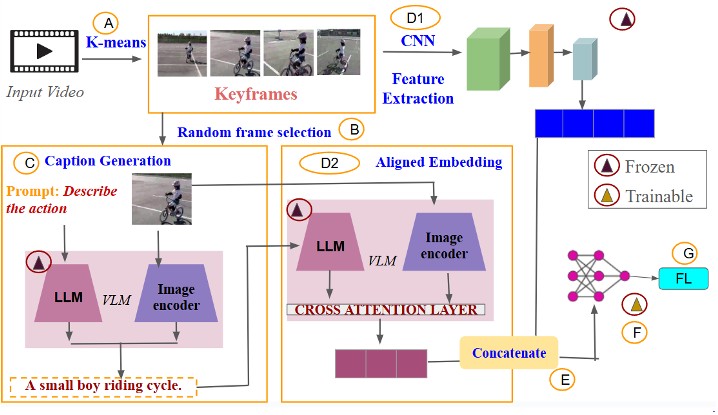 A
K-means
Input Video
Keyframes
D1
CNN
Feature
Extraction
Random frame selection
B
C
Caption Generation
Prompt: Describe
the action
LLM
VLM
Image
encoder
A small boy riding cycle.
D2
Aligned Embedding
LLM
VLM
Image
encoder
CROSS ATTENTION LAYER
Concatenate
E
Frozen
Trainable
G
FL
F